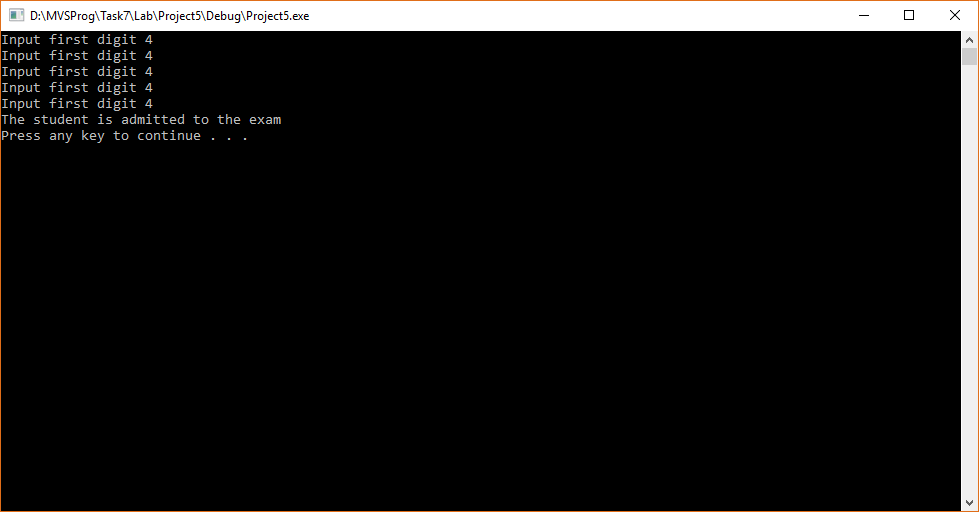 D:\MVSProg\Task7\Lab\Project5\Debug\Project5.exe
Input first digit 4
Input first digit 4
Input first digit 4
Input first digit 4
Input first digit 4
The student is admitted to the exam
Press any key to continue . . .